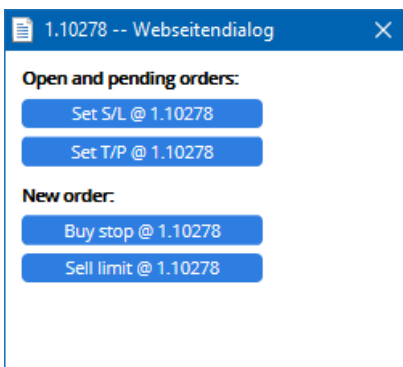 1.10278 -- Webseitendialog
Open and pending orders:
Set S/L @ 1.10278
Set T/P @ 1.10278
New order:
Buy stop @ 1.10278
Sell limit @ 1.10278